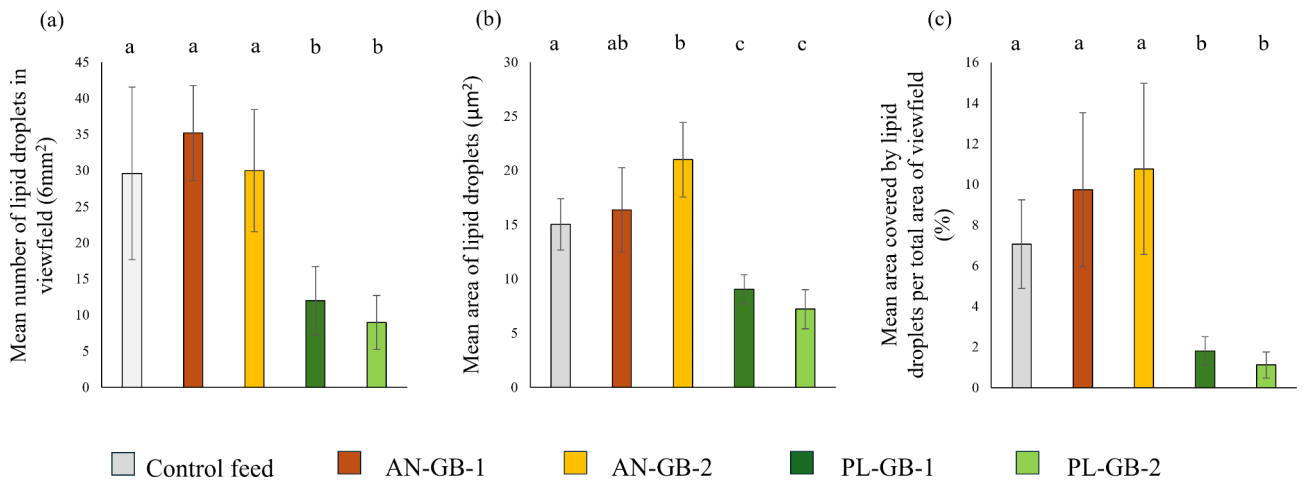 (a)
a a a b b
Mean number of lipid droplets in
viewfield (6mm²)
45
40
35
30
25
20
15
10
5
0
(b)
a ab b c c
Mean area of lipid droplets (µm²)
30
25
20
15
10
5
0
(c)
a a a b b
Mean area covered by lipid
droplets per total area of viewfield
(%)
16
14
12
10
8
6
4
2
0
Control feed AN-GB-1 AN-GB-2 PL-GB-1 PL-GB-2